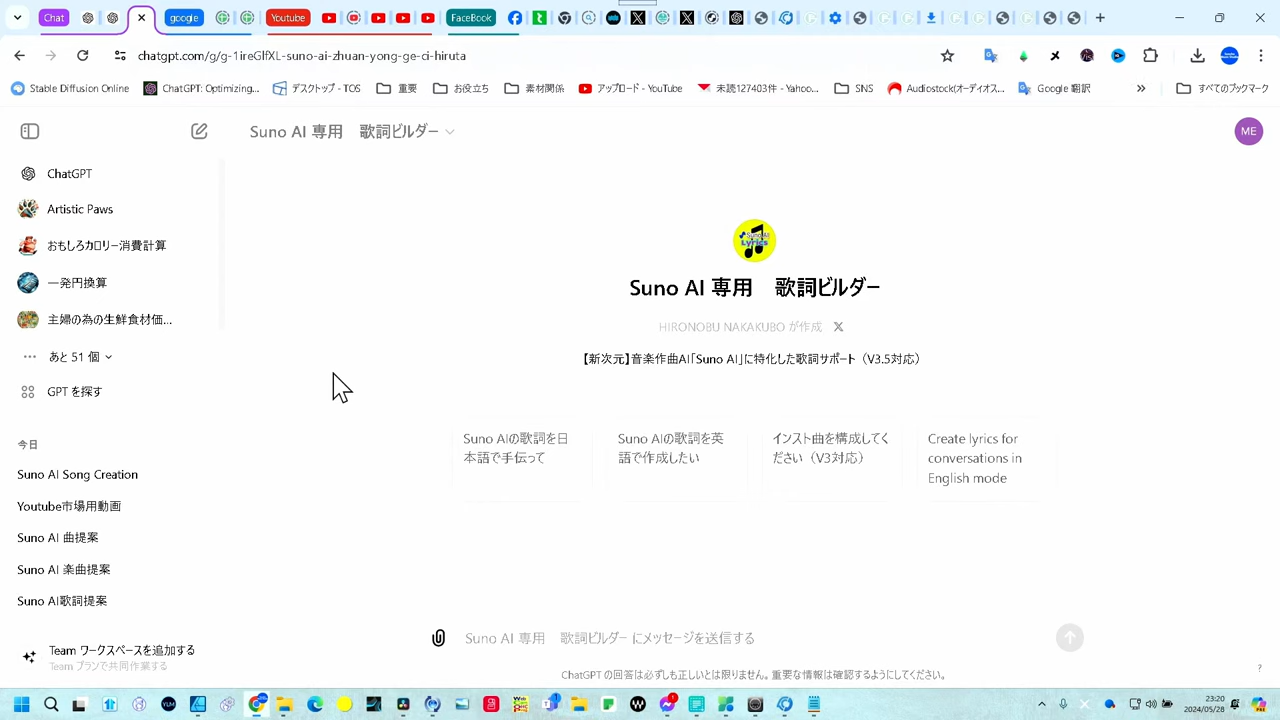 Chat
google
Youtube
FaceBook
chatgpt.com/g/g-1ireGlfXL-suno-ai-zhuan-yong-ge-ci-hiruta
Stable Diffusion Online
ChatGPT: Optimizing...
デスクトップ - TOS
重要
お役立ち
素材関係
アップロード - YouTube
未読127403件 - Yahoo...
SNS
Audiostock(オーディオス...
Google 翻訳
»
すべてのブックマーク
Suno AI 専用　歌詞ビルダー
ME
ChatGPT
Artistic Paws
おもしろカロリー消費計算
一発円換算
主婦の為の生鮮食材価...
あと 51 個
GPT を探す
今日
Suno AI Song Creation
Youtube市場用動画
Suno AI 曲提案
Suno AI 楽曲提案
Suno AI歌詞提案
Team ワークスペースを追加する
Team プランで共同作業する
Suno AI
Lyrics
Suno AI 専用　歌詞ビルダー
HIRONOBU NAKAKUBO が作成
【新次元】音楽作曲AI「Suno AI」に特化した歌詞サポート（V3.5対応）
Suno AIの歌詞を日
本語で手伝って
Suno AIの歌詞を英
語で作成したい
インスト曲を構成してく
ださい（V3対応）
Create lyrics for
conversations in
English mode
Suno AI 専用　歌詞ビルダー にメッセージを送信する
ChatGPT の回答は必ずしも正しいとは限りません。重要な情報は確認するようにしてください。
?
2024/05/28